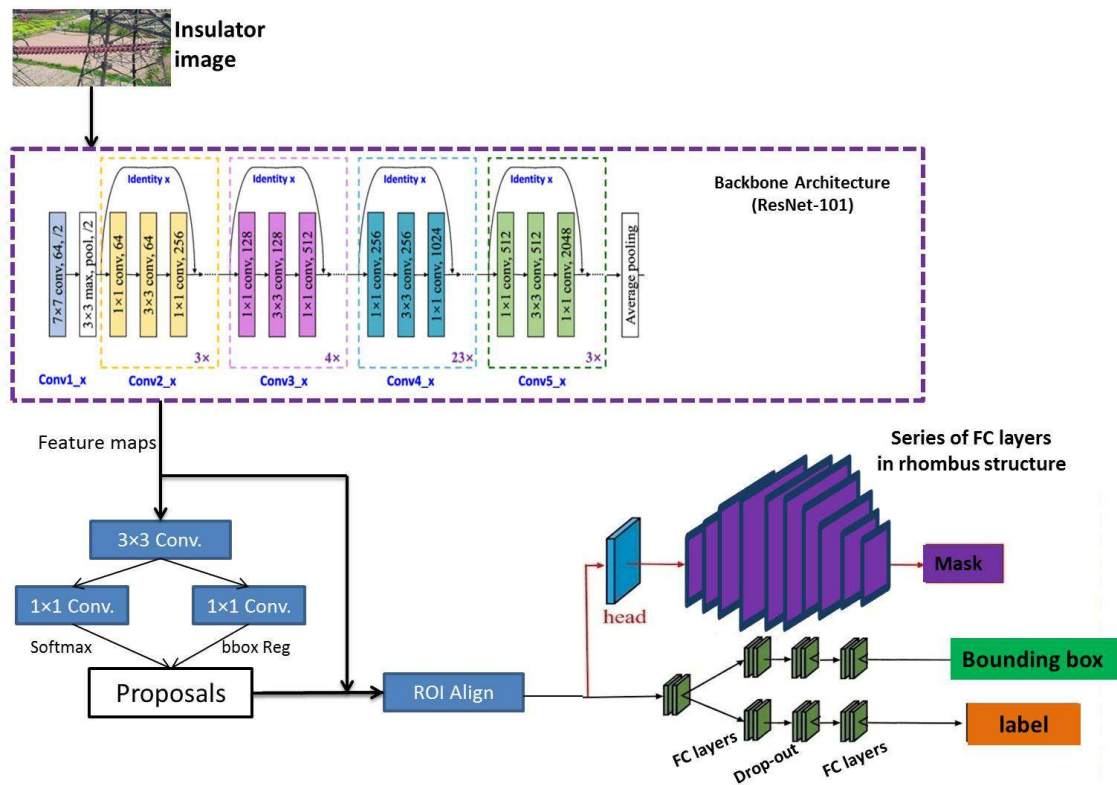 Insulator
image
Backbone Architecture
(ResNet-101)
Identity x
Identity x
Identity x
Identity x
7×7 conv, 64, /2
3×3 max, pool, /2
1×1 conv, 64
3×3 conv, 64
1×1 conv, 256
1×1 conv, 128
3×3 conv, 128
1×1 conv, 512
1×1 conv, 256
3×3 conv, 256
1×1 conv, 1024
1×1 conv, 512
3×3 conv, 512
1×1 conv, 2048
Average pooling
3×
4×
23×
3×
Conv1_x
Conv2_x
Conv3_x
Conv4_x
Conv5_x
Feature maps
3×3 Conv.
1×1 Conv.
1×1 Conv.
Softmax
bbox Reg
Proposals
ROI Align
Series of FC layers
in rhombus structure
head
Mask
Bounding box
label
FC layers
Drop-out
FC layers